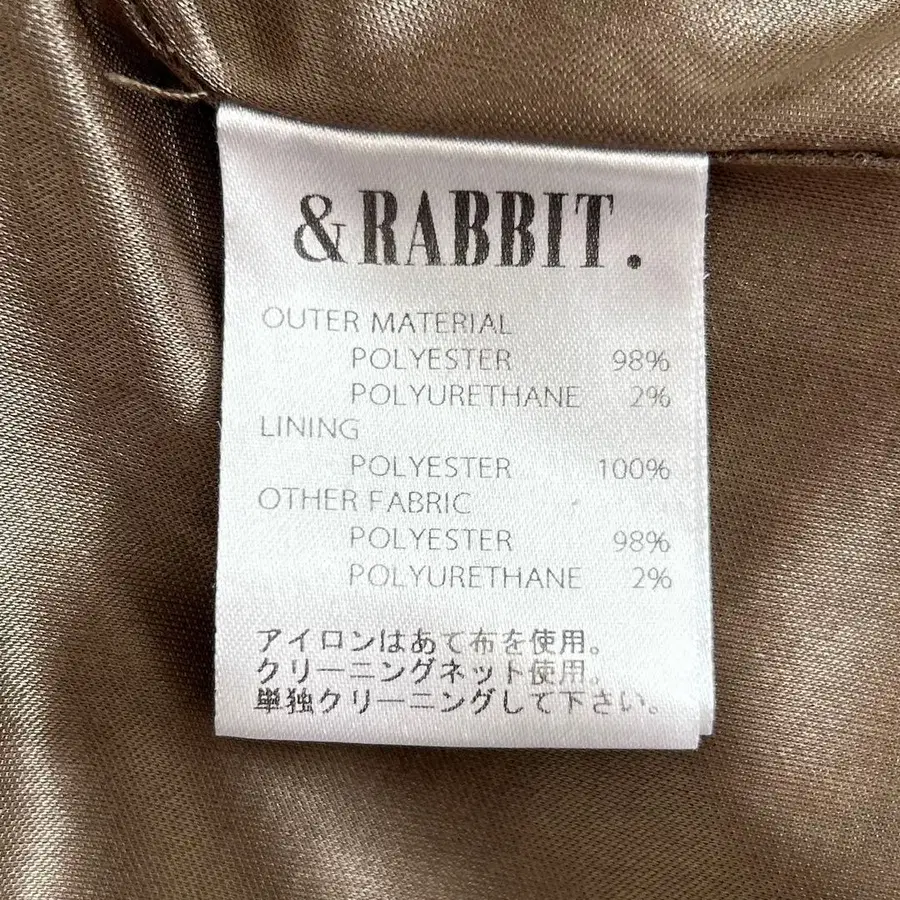 &RABBIT.
OUTER MATERIAL
POLYESTER 98%
POLYURETHANE 2%
LINING
POLYESTER 100%
OTHER FABRIC
POLYESTER 98%
POLYURETHANE 2%
アイロンはあて布を使用。
クリーニングネット使用。
単独クリーニングして下さい。